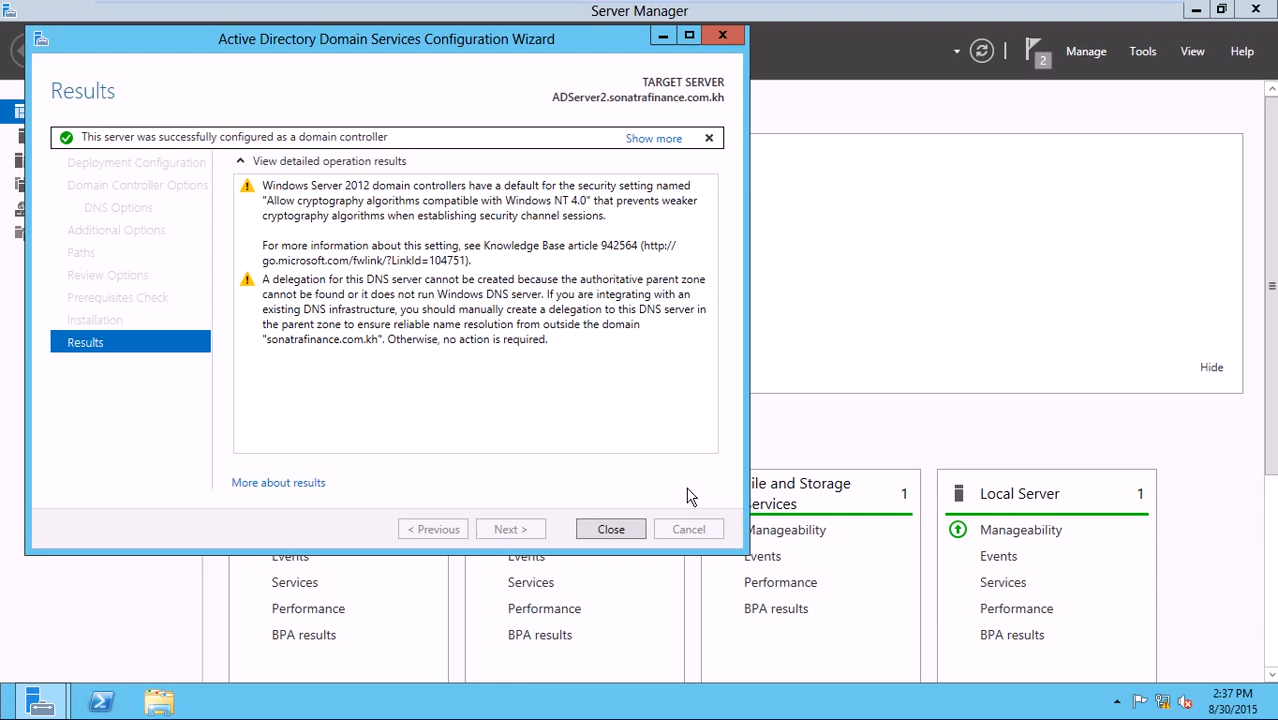 Server Manager
Manage
Tools
View
Help
2
Active Directory Domain Services Configuration Wizard
Results
TARGET SERVER
ADServer2.sonatrafinance.com.kh
This server was successfully configured as a domain controller
Show more
Deployment Configuration
Domain Controller Options
DNS Options
Additional Options
Paths
Review Options
Prerequisites Check
Installation
Results
View detailed operation results
Windows Server 2012 domain controllers have a default for the security setting named
"Allow cryptography algorithms compatible with Windows NT 4.0" that prevents weaker
cryptography algorithms when establishing security channel sessions.
For more information about this setting, see Knowledge Base article 942564 (http://
go.microsoft.com/fwlink/?LinkId=104751).
A delegation for this DNS server cannot be created because the authoritative parent zone
cannot be found or it does not run Windows DNS server. If you are integrating with an
existing DNS infrastructure, you should manually create a delegation to this DNS server in
the parent zone to ensure reliable name resolution from outside the domain
"sonatrafinance.com.kh". Otherwise, no action is required.
More about results
< Previous
Next >
Close
Cancel
Hide
Events
Services
Performance
BPA results
Events
Services
Performance
BPA results
ile and Storage
ervices
1
Manageability
Events
Performance
BPA results
Local Server
1
Manageability
Events
Services
Performance
BPA results
2:37 PM
8/30/2015